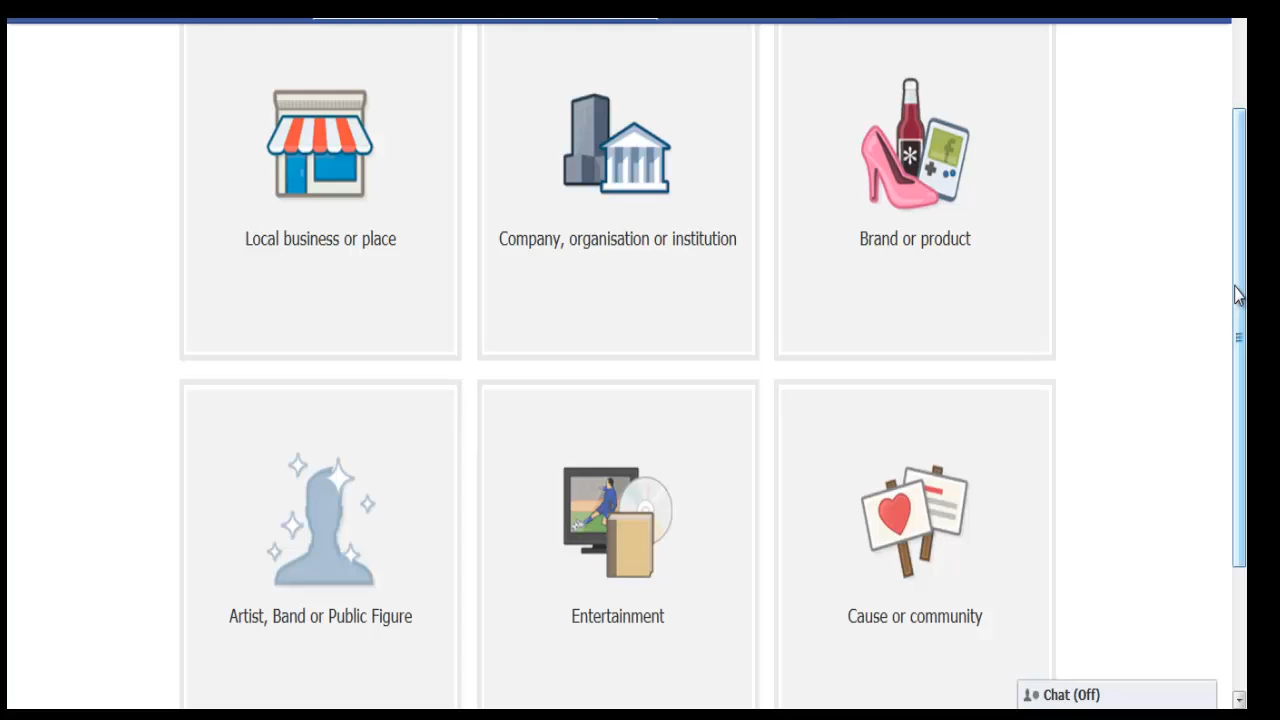 Local business or place
Company, organisation or institution
Brand or product
Artist, Band or Public Figure
Entertainment
Cause or community
Chat (Off)